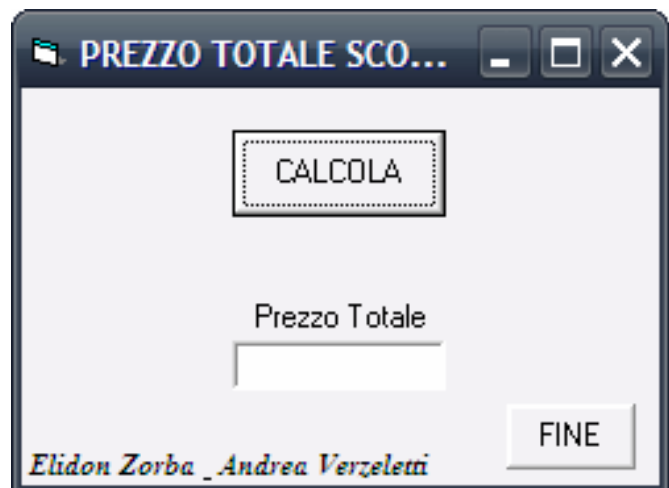 PREZZO TOTALE SCO...
CALCOLA
Prezzo Totale
FINE
Elidon Zorba _ Andrea Verzeletti